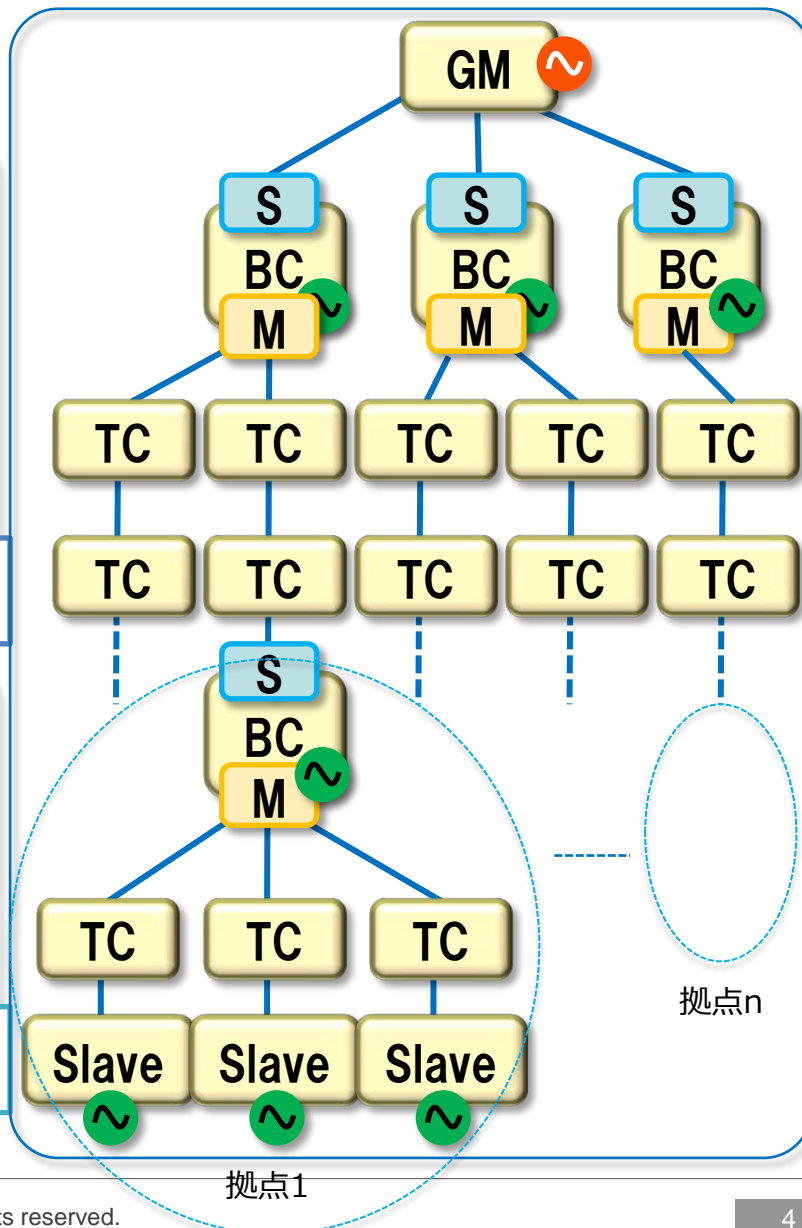 GM
S S S
BC BC BC
M M M
TC TC TC TC TC
TC TC TC TC TC
S
BC
M
TC TC TC
拠点n
Slave Slave Slave
拠点1
ts reserved.
4